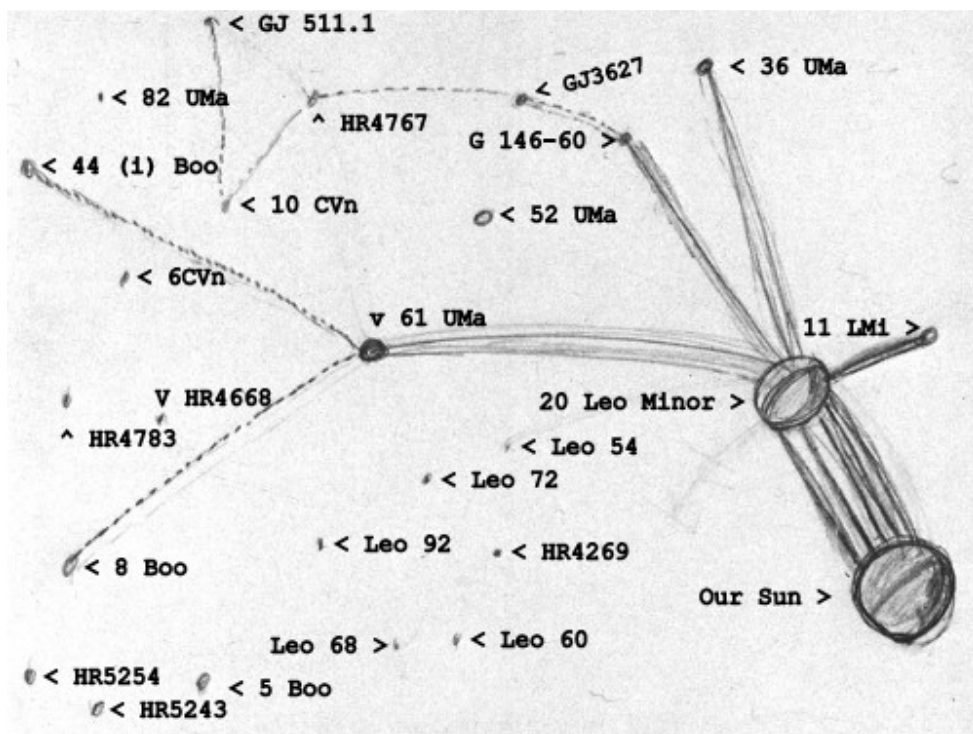 < GJ 511.1
< GJ3627
< 36 UMa
< 82 UMa
^ HR4767
G 146-60 >
< 44 (i) Boo
< 10 CVn
< 52 UMa
< 6CVn
v 61 UMa
11 LMi >
V HR4668
20 Leo Minor >
^ HR4783
< Leo 54
< Leo 72
< Leo 92
< HR4269
< 8 Boo
Our Sun >
Leo 68 >
< Leo 60
< HR5254
< 5 Boo
< HR5243